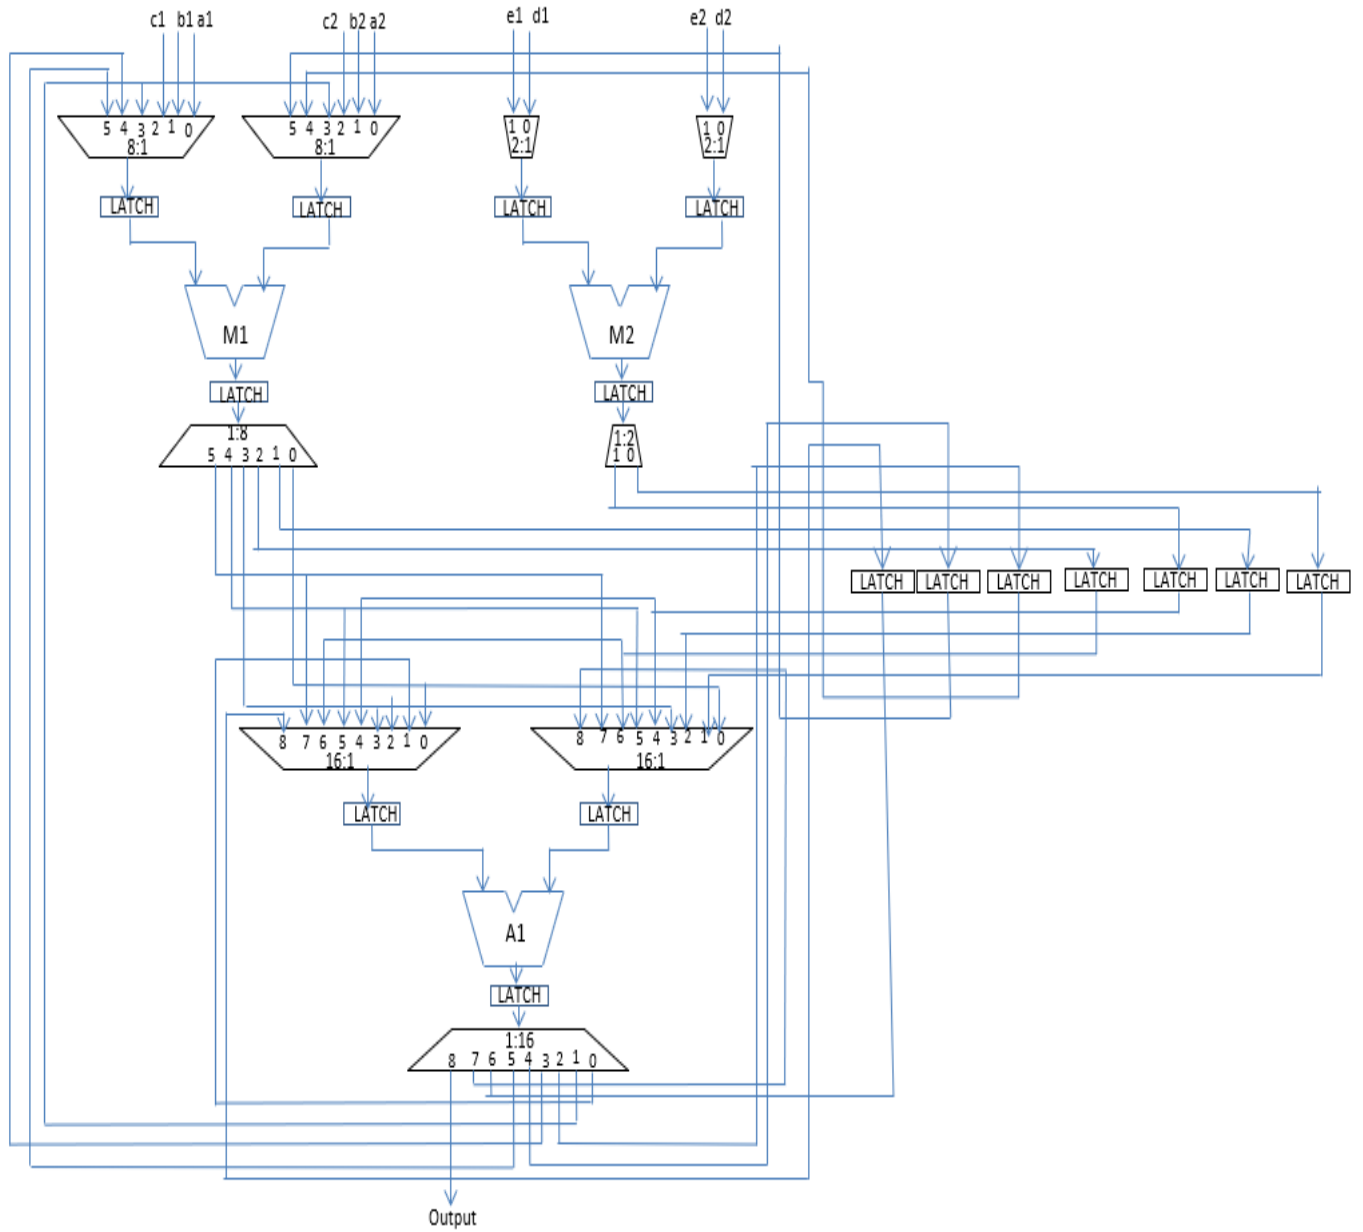 c1 b1 a1 c2 b2 a2 e1 d1 e2 d2
5 4 3 2 1 0 5 4 3 2 1 0 1 0 1 0
8:1 8:1 2:1 2:1
LATCH LATCH LATCH LATCH
M1 M2
LATCH LATCH
1:8 1:2
5 4 3 2 1 0 1 0
LATCH LATCH LATCH LATCH LATCH LATCH LATCH
8 7 6 5 4 3 2 1 0 8 7 6 5 4 3 2 1 0
16:1 16:1
LATCH LATCH
A1
LATCH
1:16
8 7 6 5 4 3 2 1 0
Output